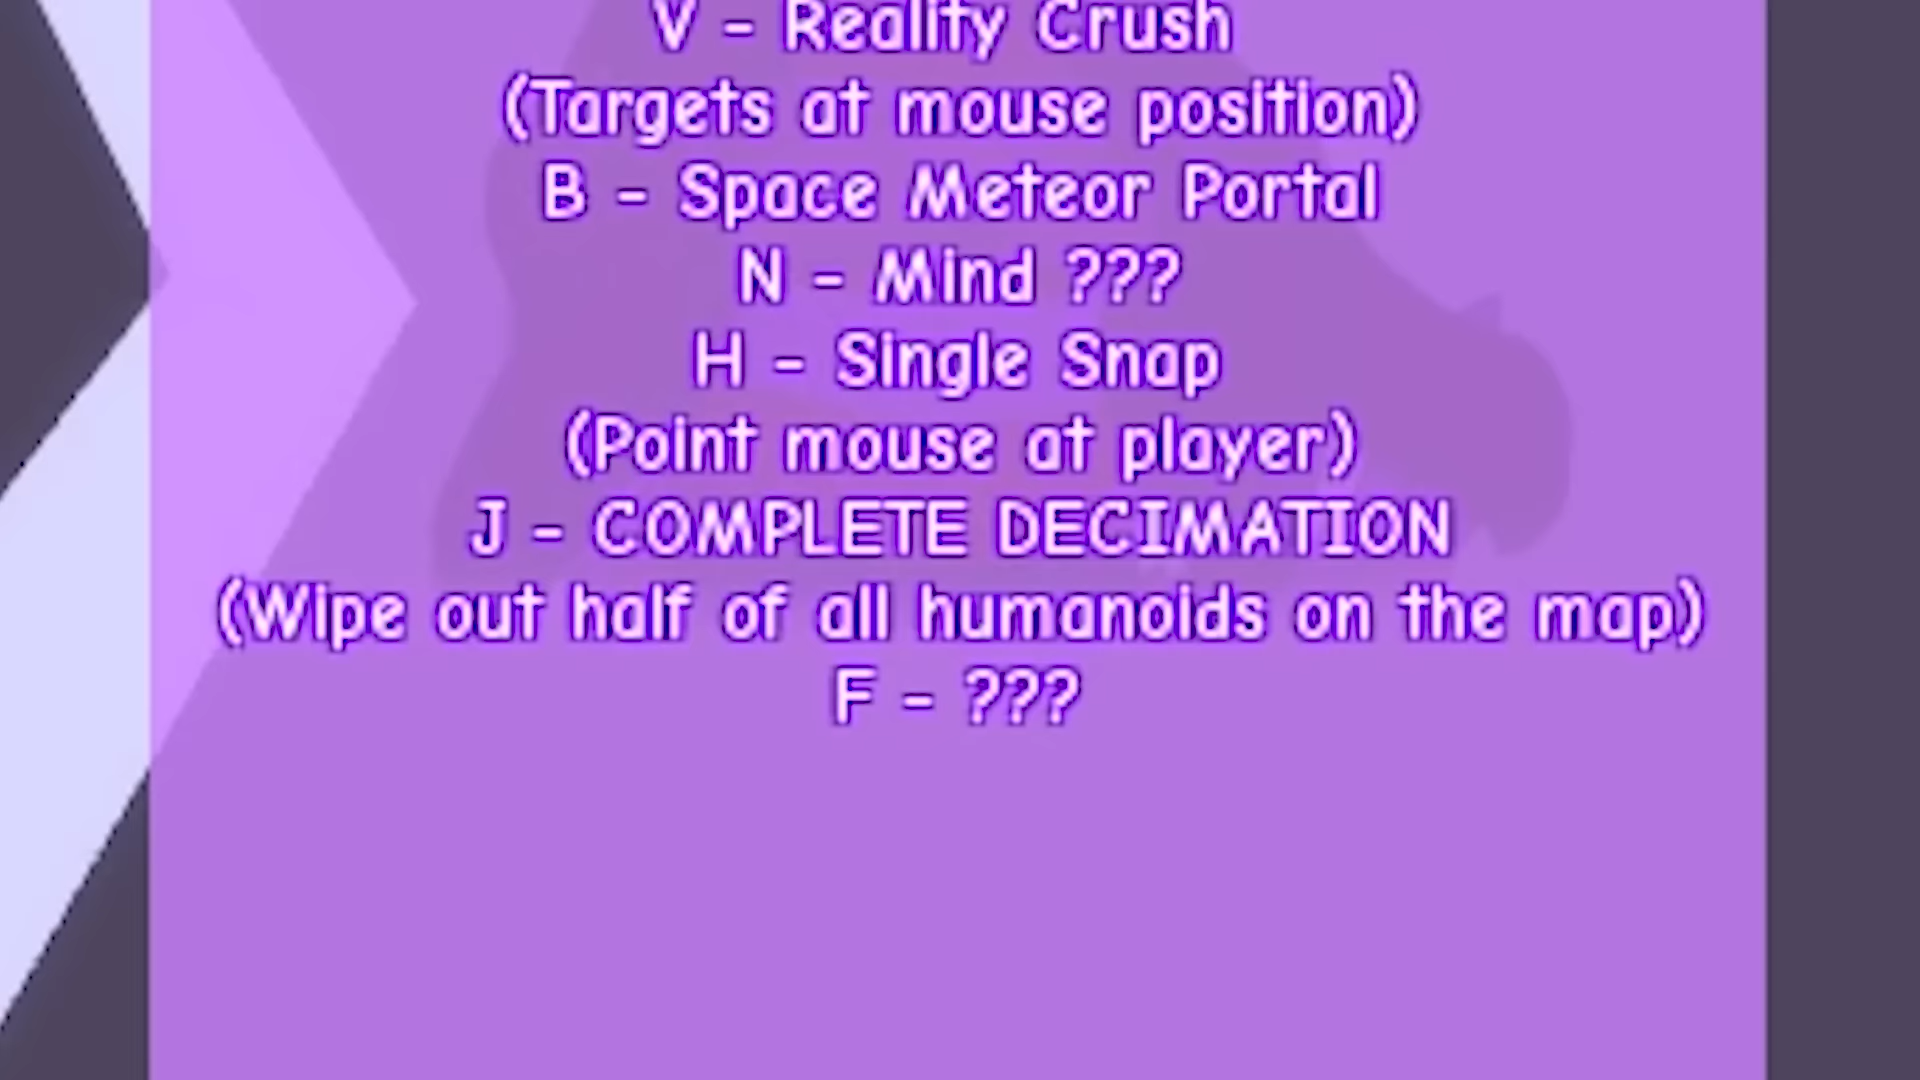 V - Reality Crush
(Targets at mouse position)
B - Space Meteor Portal
N - Mind ???
H - Single Snap
(Point mouse at player)
J - COMPLETE DECIMATION
(Wipe out half of all humanoids on the map)
F - ???